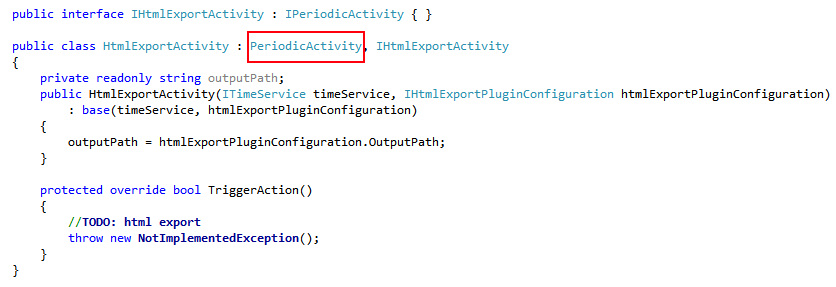 public interface IHtmlExportActivity : IPeriodicActivity { }
public class HtmlExportActivity : PeriodicActivity, IHtmlExportActivity
{
private readonly string outputPath;
public HtmlExportActivity(ITimeService timeService, IHtmlExportPluginConfiguration htmlExportPluginConfiguration)
: base(timeService, htmlExportPluginConfiguration)
{
outputPath = htmlExportPluginConfiguration.OutputPath;
}
protected override bool TriggerAction()
{
//TODO: html export
throw new NotImplementedException();
}
}